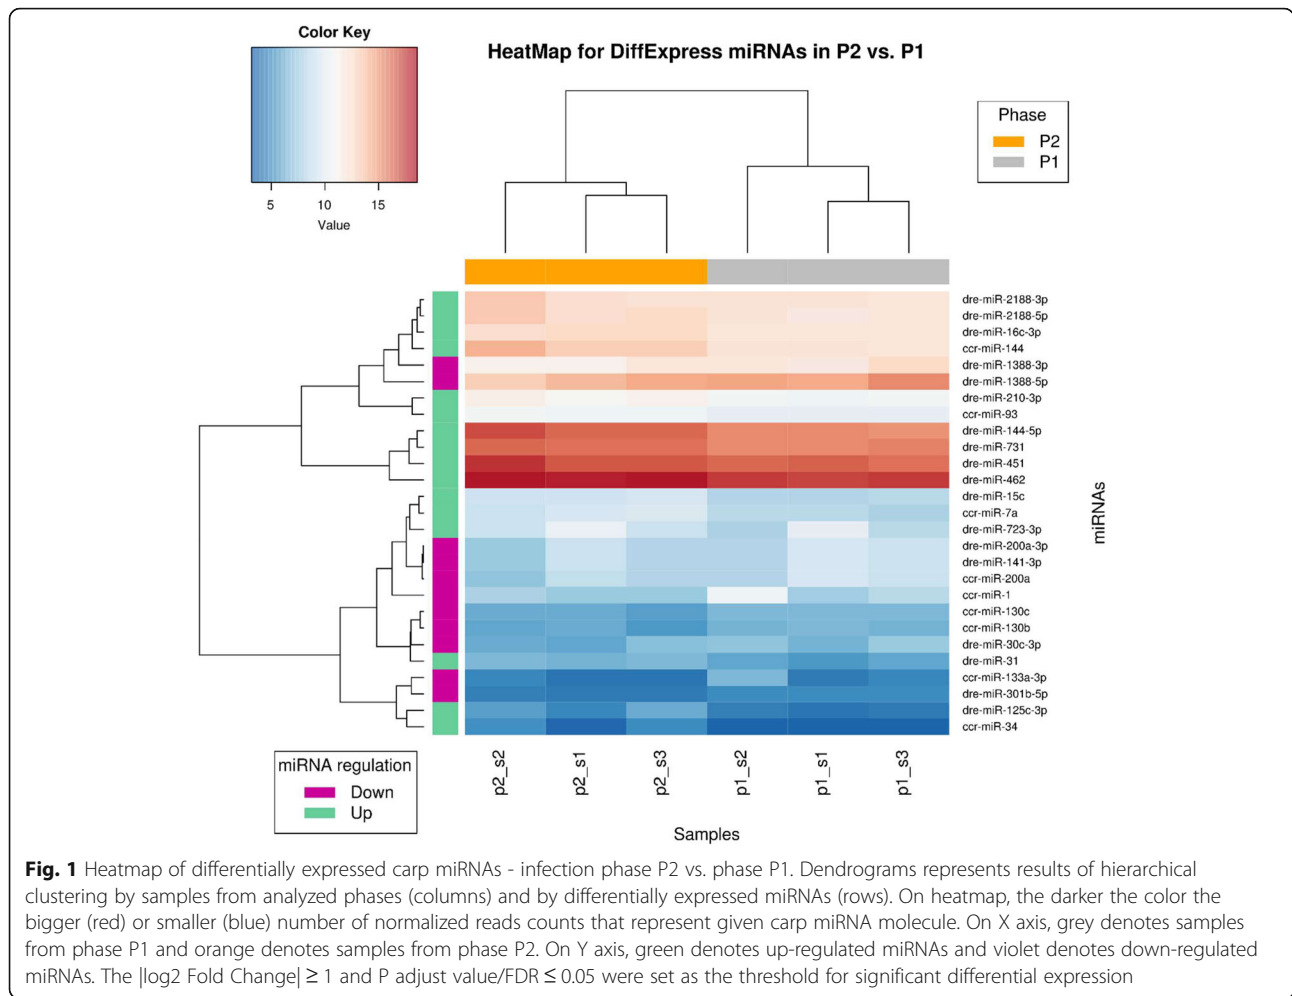 Color Key
5 10 15
Value
HeatMap for DiffExpress miRNAs in P2 vs. P1
Phase
P2
P1
dre-miR-2188-3p
dre-miR-2188-5p
dre-miR-16c-3p
ccr-miR-144
dre-miR-1388-3p
dre-miR-1388-5p
dre-miR-210-3p
ccr-miR-93
dre-miR-144-5p
dre-miR-731
dre-miR-451
dre-miR-462
dre-miR-15c
ccr-miR-7a
dre-miR-723-3p
dre-miR-200a-3p
dre-miR-141-3p
ccr-miR-200a
ccr-miR-1
ccr-miR-130c
ccr-miR-130b
dre-miR-30c-3p
dre-miR-31
ccr-miR-133a-3p
dre-miR-301b-5p
dre-miR-125c-3p
ccr-miR-34
miRNAs
miRNA regulation
Down
Up
p2_s2
p2_s1
p2_s3
p1_s2
p1_s1
p1_s3
Samples
Fig. 1 Heatmap of differentially expressed carp miRNAs - infection phase P2 vs. phase P1. Dendrograms represents results of hierarchical
clustering by samples from analyzed phases (columns) and by differentially expressed miRNAs (rows). On heatmap, the darker the color the
bigger (red) or smaller (blue) number of normalized reads counts that represent given carp miRNA molecule. On X axis, grey denotes samples
from phase P1 and orange denotes samples from phase P2. On Y axis, green denotes up-regulated miRNAs and violet denotes down-regulated
miRNAs. The |log2 Fold Change| ≥ 1 and P adjust value/FDR ≤ 0.05 were set as the threshold for significant differential expression